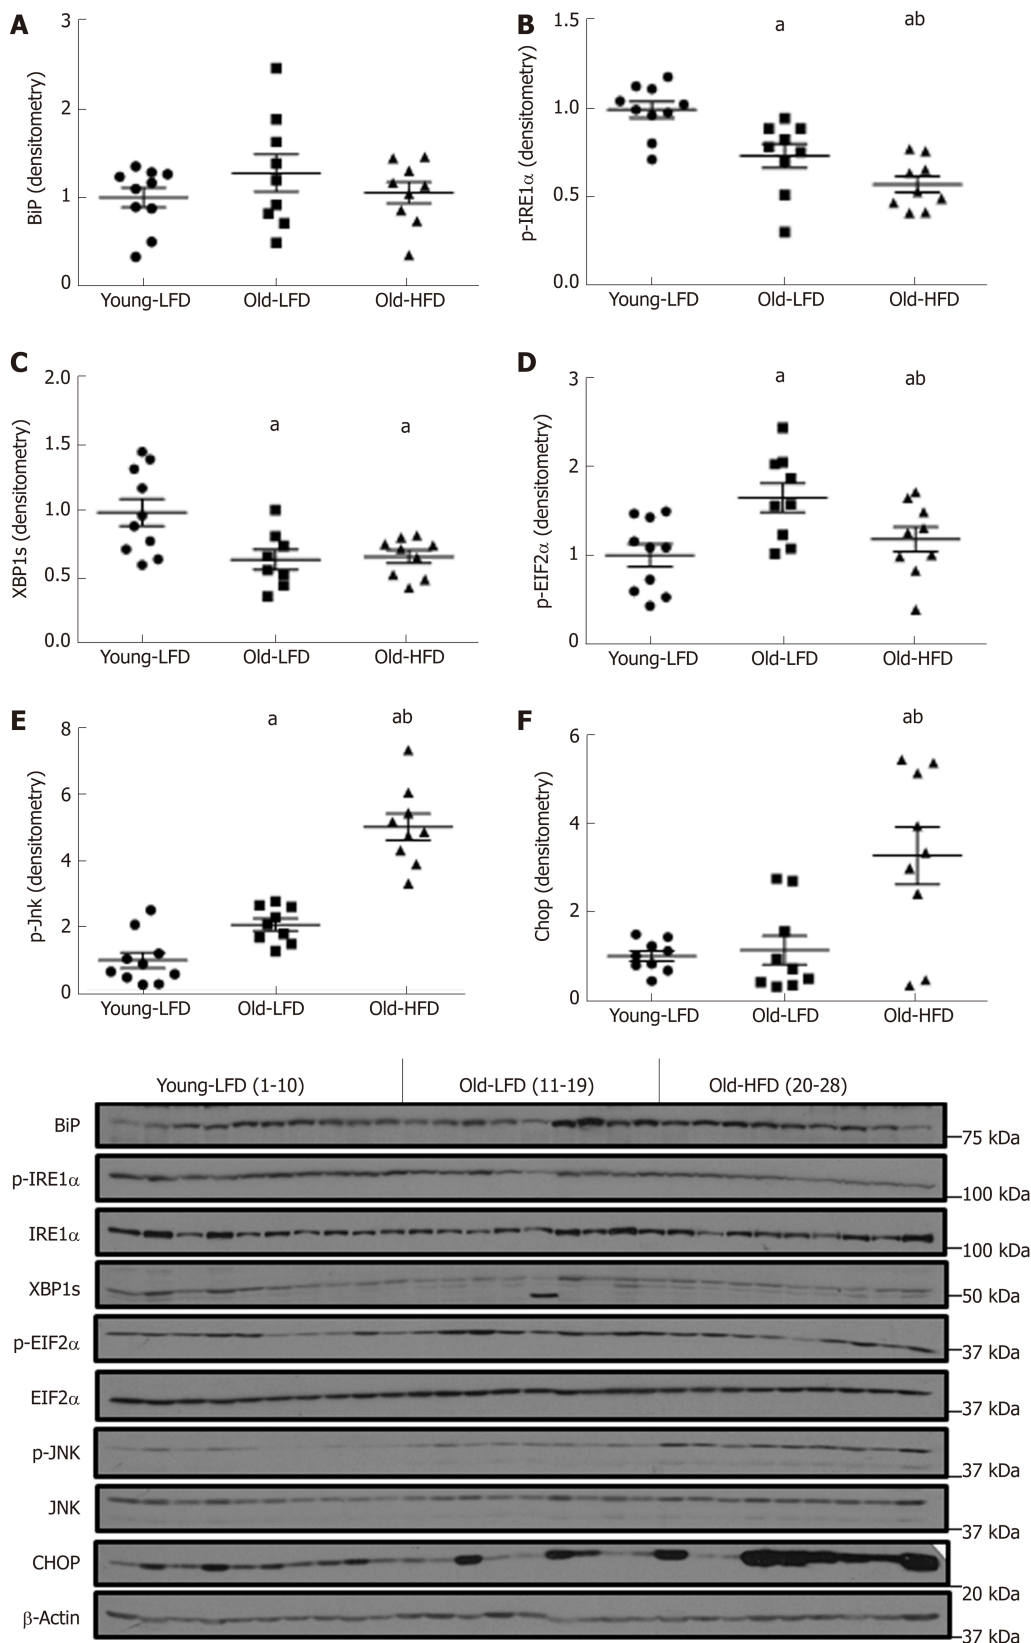 A
BiP (densitometry)
3
2
1
0
Young-LFD Old-LFD Old-HFD
B
p-IRE1α (densitometry)
1.5
1.0
0.5
0.0
a ab
Young-LFD Old-LFD Old-HFD
C
XBP1s (densitometry)
2.0
1.5
1.0
0.5
0.0
a a
Young-LFD Old-LFD Old-HFD
D
p-EIF2α (densitometry)
3
2
1
0
a ab
Young-LFD Old-LFD Old-HFD
E
p-Jnk (densitometry)
8
6
4
2
0
a ab
Young-LFD Old-LFD Old-HFD
F
Chop (densitometry)
6
4
2
0
ab
Young-LFD Old-LFD Old-HFD
Young-LFD (1-10) Old-LFD (11-19) Old-HFD (20-28)
BiP 75 kDa
p-IRE1α 100 kDa
IRE1α 100 kDa
XBP1s 50 kDa
p-EIF2α 37 kDa
EIF2α 37 kDa
p-JNK 37 kDa
JNK 37 kDa
CHOP 20 kDa
β-Actin 37 kDa